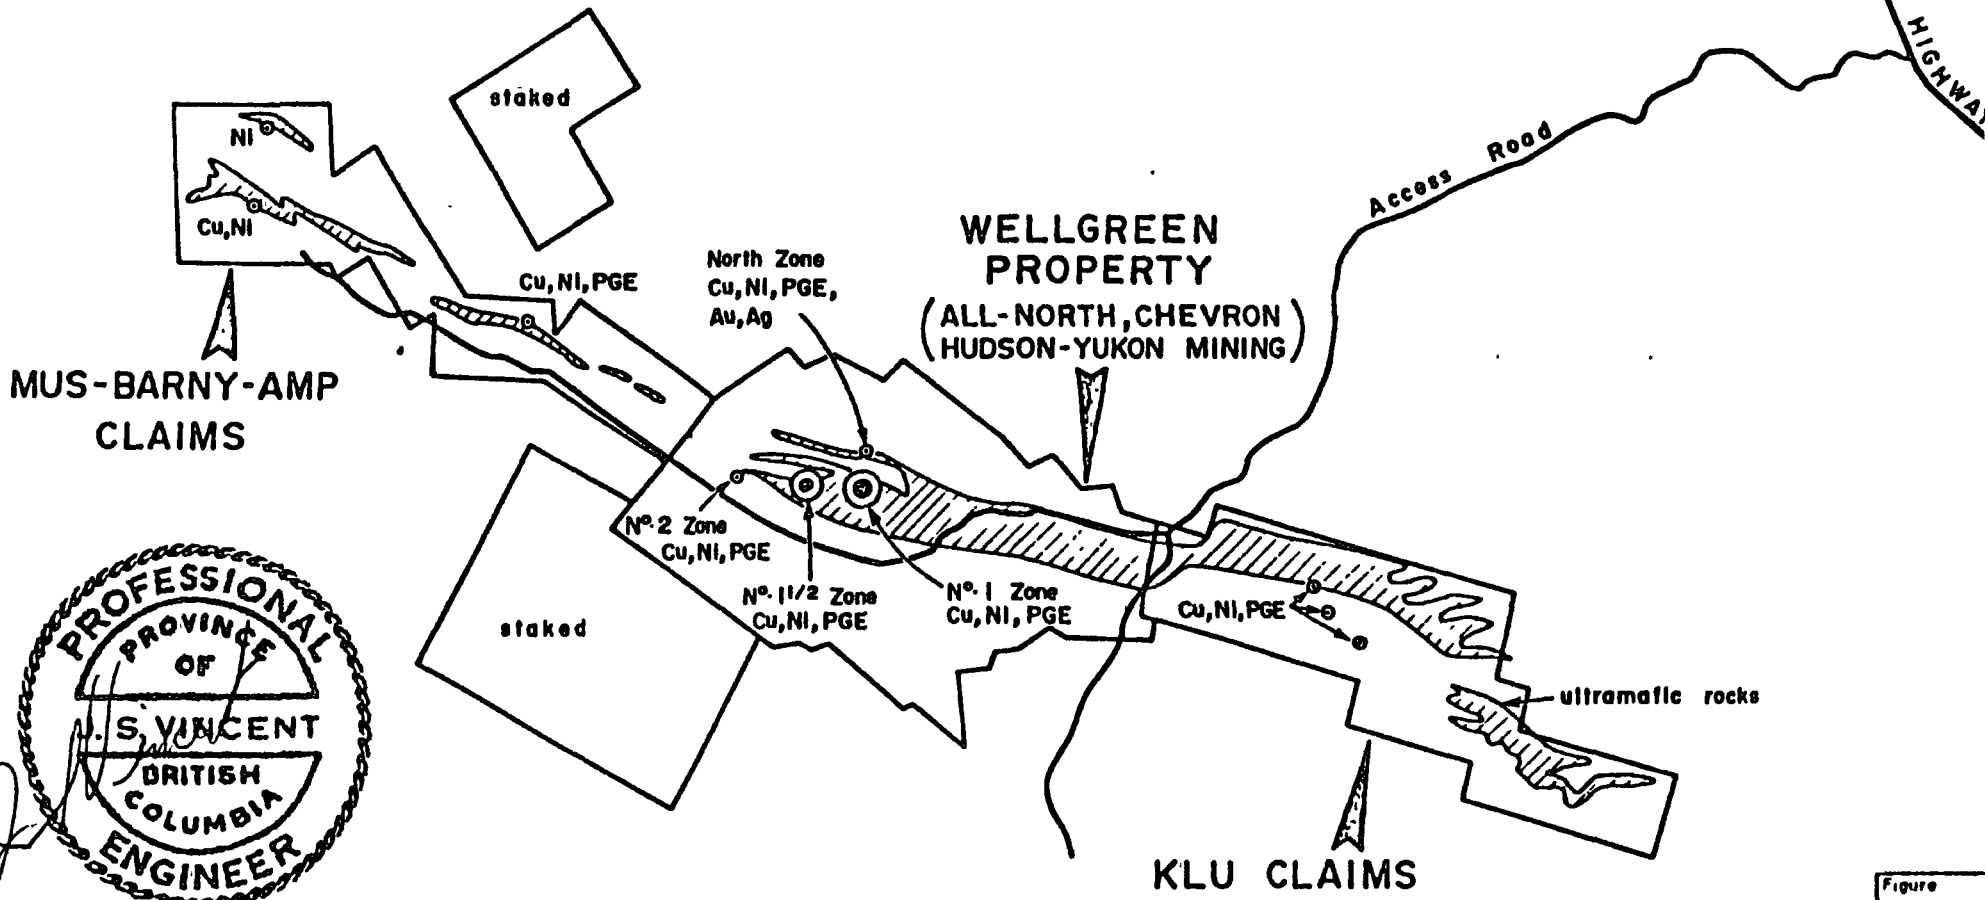 HIGHWAY
staked
Ni
Access Road
Cu,Ni
WELLGREEN
PROPERTY
(ALL-NORTH, CHEVRON
HUDSON-YUKON MINING)
North Zone
Cu, Ni, PGE,
Au, Ag
Cu, Ni, PGE
MUS-BARNY-AMP
CLAIMS
Nº. 2 Zone
Cu, Ni, PGE
Nº. 1 1/2 Zone
Cu, Ni, PGE
Nº. 1 Zone
Cu, Ni, PGE
Cu, Ni, PGE
staked
ultramafic rocks
KLU CLAIMS
PROFESSIONAL
PROVINCE
OF
J. S. VINCENT
BRITISH
COLUMBIA
ENGINEER
Figure